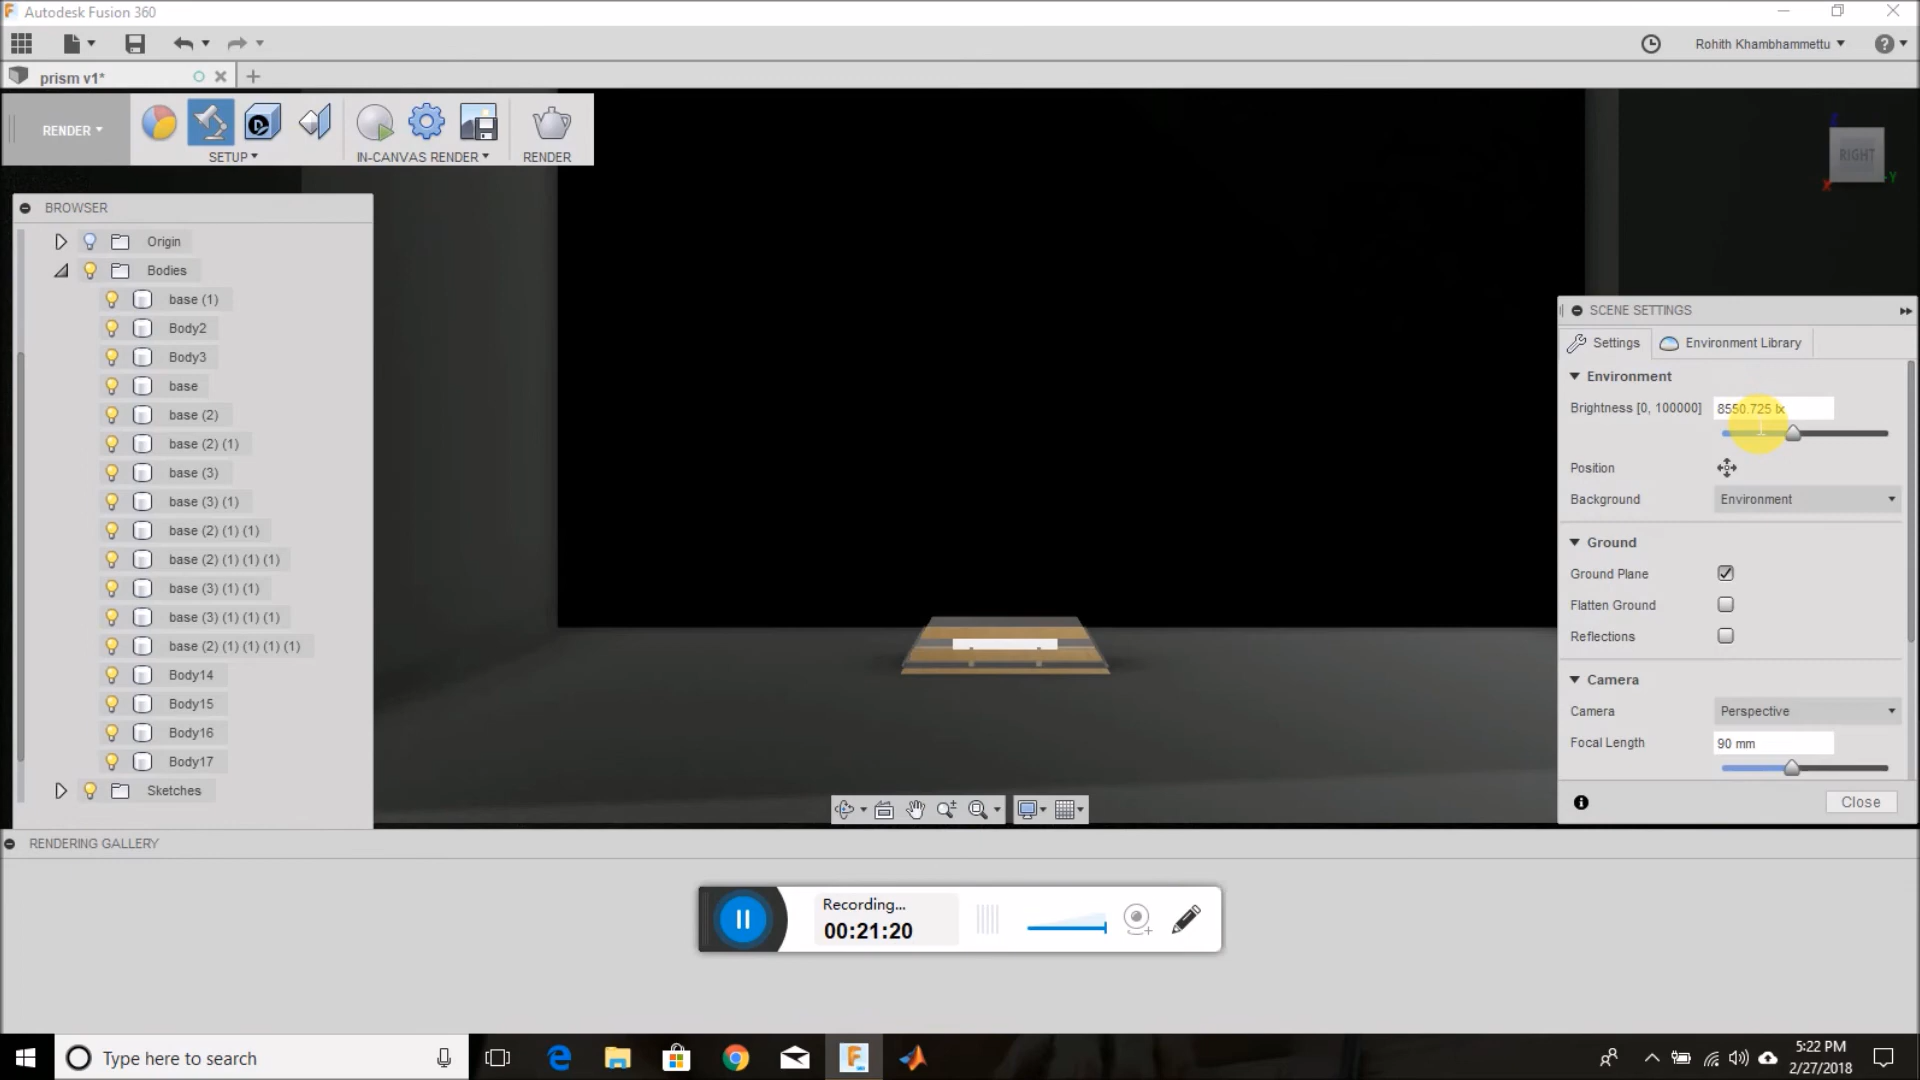 Autodesk Fusion 360
Rohith Khambhammettu
prism v1*
RENDER
SETUP
IN-CANVAS RENDER
RENDER
RIGHT
BROWSER
Origin
Bodies
base (1)
Body2
Body3
base
base (2)
base (2) (1)
base (3)
base (3) (1)
base (2) (1) (1)
base (2) (1) (1) (1)
base (3) (1) (1)
base (3) (1) (1) (1)
base (2) (1) (1) (1) (1)
Body14
Body15
Body16
Body17
Sketches
SCENE SETTINGS
Settings
Environment Library
Environment
Brightness [0, 100000]
8550.725 lx
Position
Background
Environment
Ground
Ground Plane
Flatten Ground
Reflections
Camera
Camera
Perspective
Focal Length
90 mm
Close
RENDERING GALLERY
Recording...
00:21:20
Type here to search
5:22 PM
2/27/2018